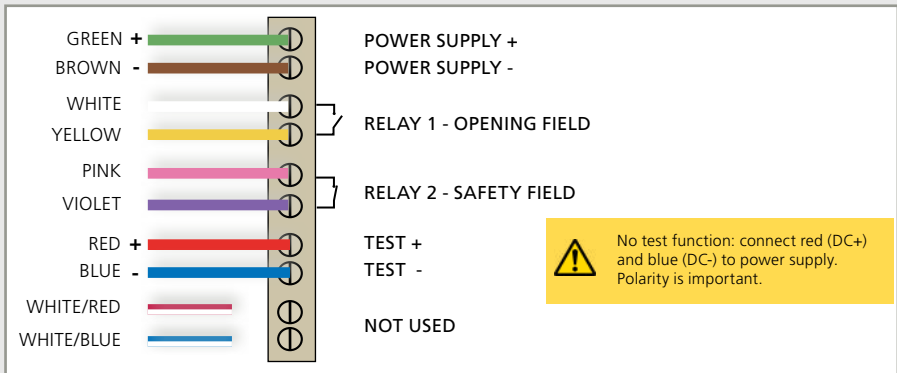 GREEN + POWER SUPPLY +
BROWN - POWER SUPPLY -
WHITE
RELAY 1 - OPENING FIELD
YELLOW
PINK
RELAY 2 - SAFETY FIELD
VIOLET
RED + TEST +
BLUE - TEST -
No test function: connect red (DC+)
and blue (DC-) to power supply.
Polarity is important.
WHITE/RED
NOT USED
WHITE/BLUE